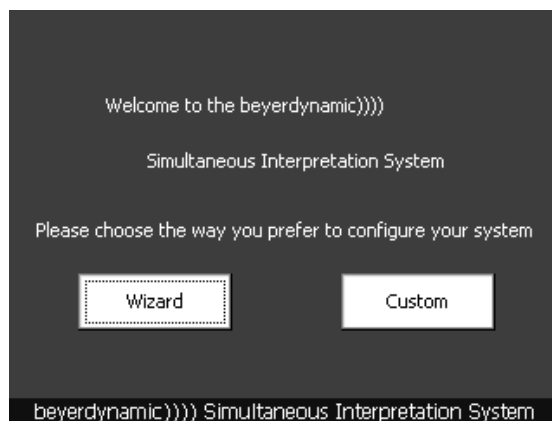 Welcome to the beyerdynamic))))
Simultaneous Interpretation System
Please choose the way you prefer to configure your system
Wizard Custom
beyerdynamic)))) Simultaneous Interpretation System